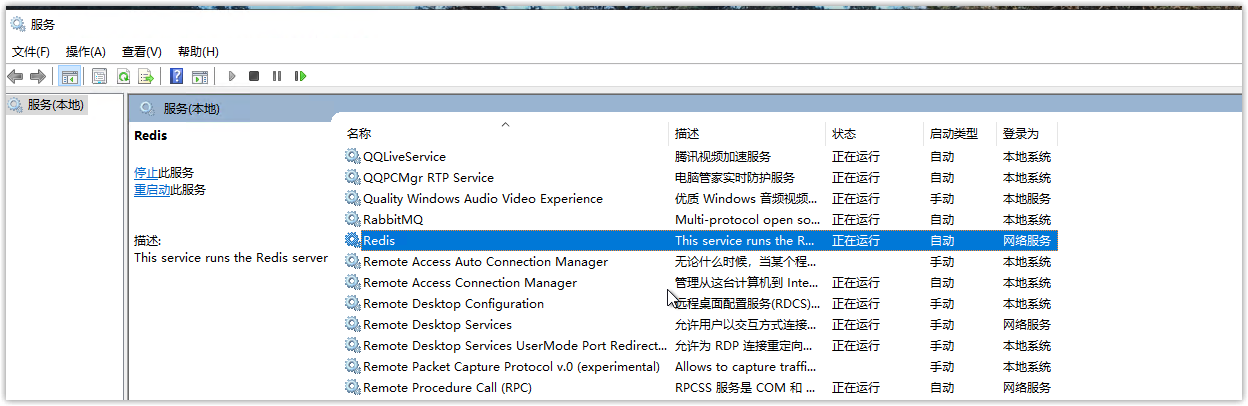 服务
文件(F) 操作(A) 查看(V) 帮助(H)
服务(本地)
服务(本地)
Redis
停止此服务
重启动此服务
描述:
This service runs the Redis server
名称 描述 状态 启动类型 登录为
QQLiveService 腾讯视频加速服务 正在运行 自动 本地系统
QQPCMgr RTP Service 电脑管家实时防护服务 正在运行 自动 本地系统
Quality Windows Audio Video Experience 优质 Windows 音频视频... 正在运行 手动 本地服务
RabbitMQ Multi-protocol open so... 正在运行 自动 本地系统
Redis This service runs the R... 正在运行 自动 网络服务
Remote Access Auto Connection Manager 无论什么时候，当某个程... 手动 本地系统
Remote Access Connection Manager 管理从这台计算机到 Inte... 正在运行 自动 本地系统
Remote Desktop Configuration 远程桌面配置服务(RDCS)... 正在运行 手动 本地系统
Remote Desktop Services 允许用户以交互方式连接... 正在运行 手动 网络服务
Remote Desktop Services UserMode Port Redirect... 允许为 RDP 连接重定向... 正在运行 手动 本地系统
Remote Packet Capture Protocol v.0 (experimental) Allows to capture traffi... 手动 本地系统
Remote Procedure Call (RPC) RPCSS 服务是 COM 和 ... 正在运行 自动 网络服务